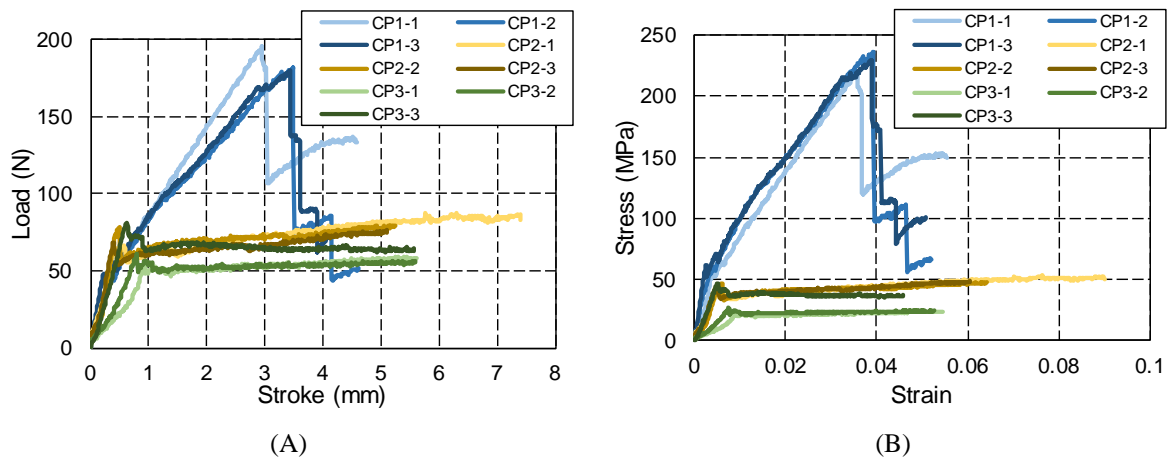 CP1-1 CP1-2
CP1-3 CP2-1
CP2-2 CP2-3
CP3-1 CP3-2
CP3-3
200
150
100
50
0
Load (N)
0 1 2 3 4 5 6 7 8
Stroke (mm)
(A)
CP1-1 CP1-2
CP1-3 CP2-1
CP2-2 CP2-3
CP3-1 CP3-2
CP3-3
250
200
150
100
50
0
Stress (MPa)
0 0.02 0.04 0.06 0.08 0.1
Strain
(B)